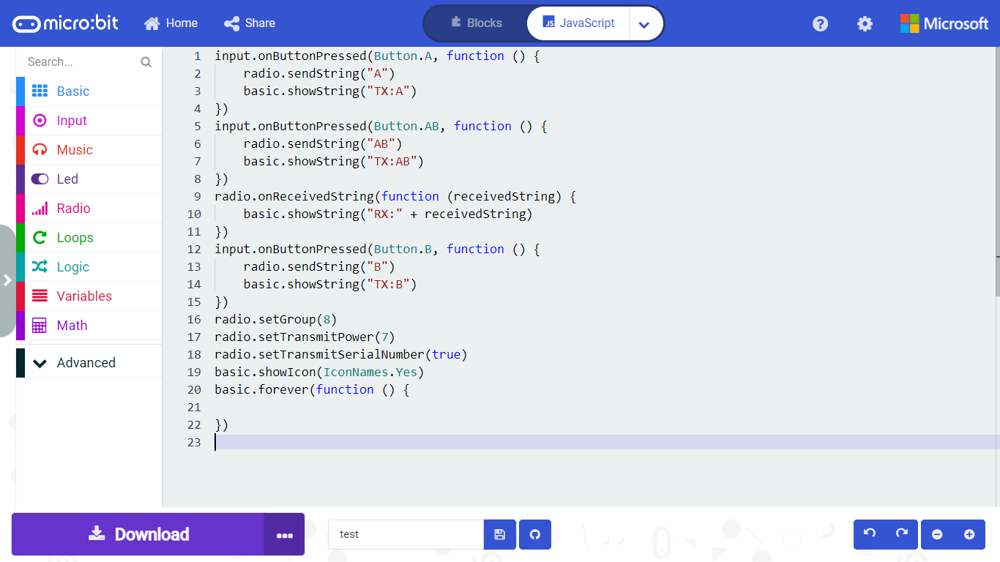 micro:bit Home Share Blocks JS JavaScript Microsoft
Search...
Basic
Input
Music
Led
Radio
Loops
Logic
Variables
Math
Advanced
1 input.onButtonPressed(Button.A, function () {
2     radio.sendString("A")
3     basic.showString("TX:A")
4 })
5 input.onButtonPressed(Button.AB, function () {
6     radio.sendString("AB")
7     basic.showString("TX:AB")
8 })
9 radio.onReceivedString(function (receivedString) {
10     basic.showString("RX:" + receivedString)
11 })
12 input.onButtonPressed(Button.B, function () {
13     radio.sendString("B")
14     basic.showString("TX:B")
15 })
16 radio.setGroup(8)
17 radio.setTransmitPower(7)
18 radio.setTransmitSerialNumber(true)
19 basic.showIcon(IconNames.Yes)
20 basic.forever(function () {
21
22 })
23
Download ... test